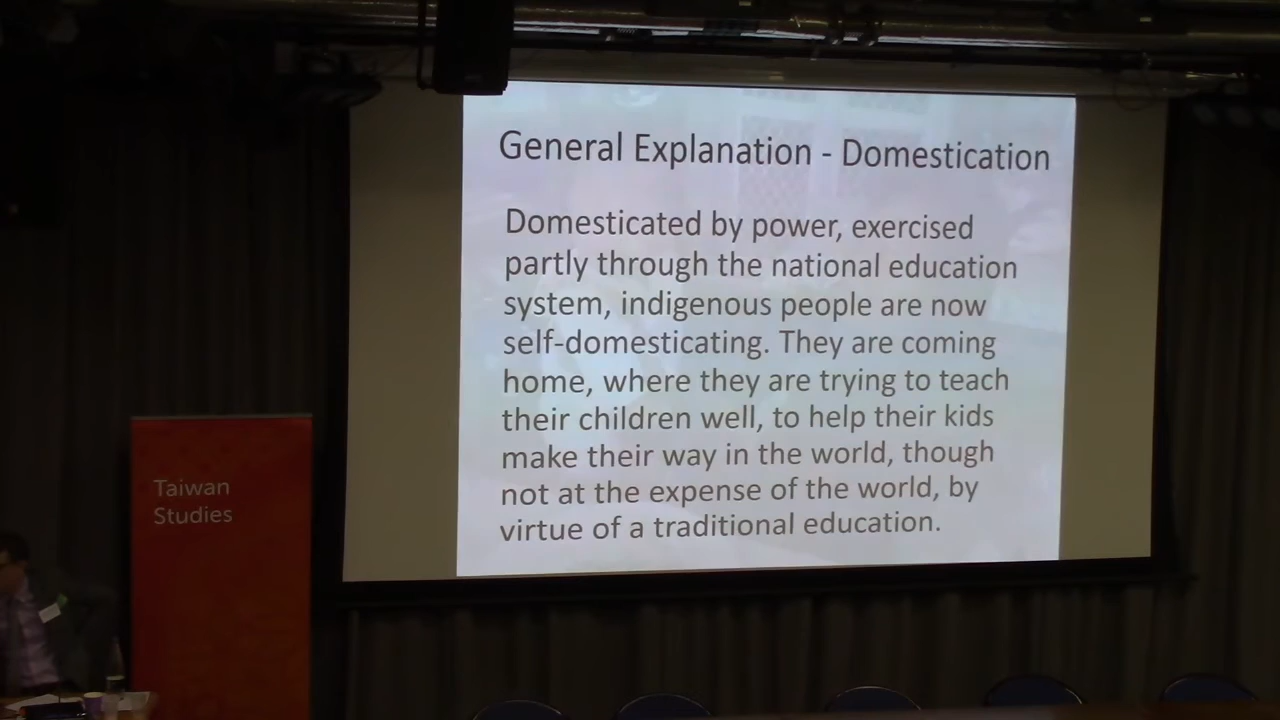 General Explanation - Domestication
Domesticated by power, exercised
partly through the national education
system, indigenous people are now
self-domesticating. They are coming
home, where they are trying to teach
their children well, to help their kids
make their way in the world, though
not at the expense of the world, by
virtue of a traditional education.
Taiwan
Studies